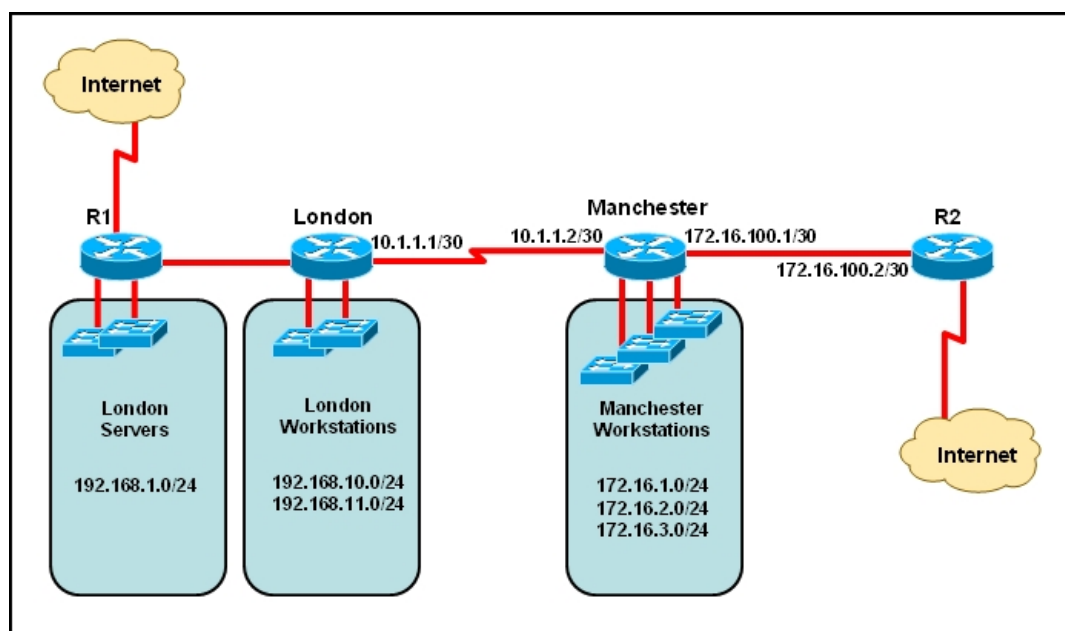 Internet
R1
London
10.1.1.1/30
Manchester
10.1.1.2/30
172.16.100.1/30
R2
172.16.100.2/30
London
Servers
192.168.1.0/24
London
Workstations
192.168.10.0/24
192.168.11.0/24
Manchester
Workstations
172.16.1.0/24
172.16.2.0/24
172.16.3.0/24
Internet